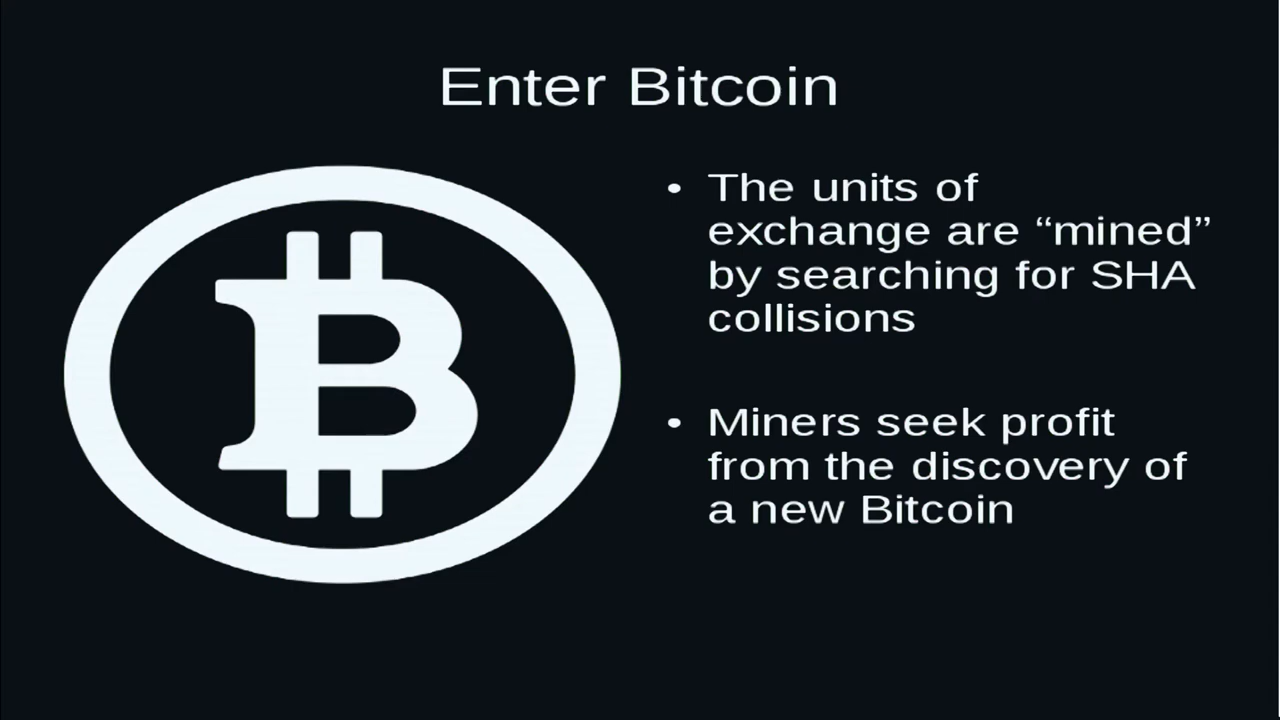 Enter Bitcoin
• The units of
exchange are “mined”
by searching for SHA
collisions
• Miners seek profit
from the discovery of
a new Bitcoin